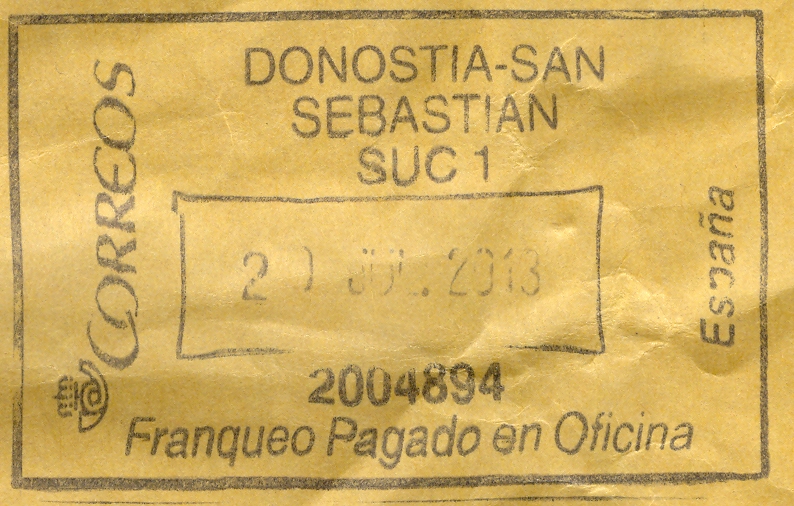 CORREOS
DONOSTIA-SAN
SEBASTIAN
SUC 1
JUL. 2013
España
2004894
Franqueo Pagado en Oficina